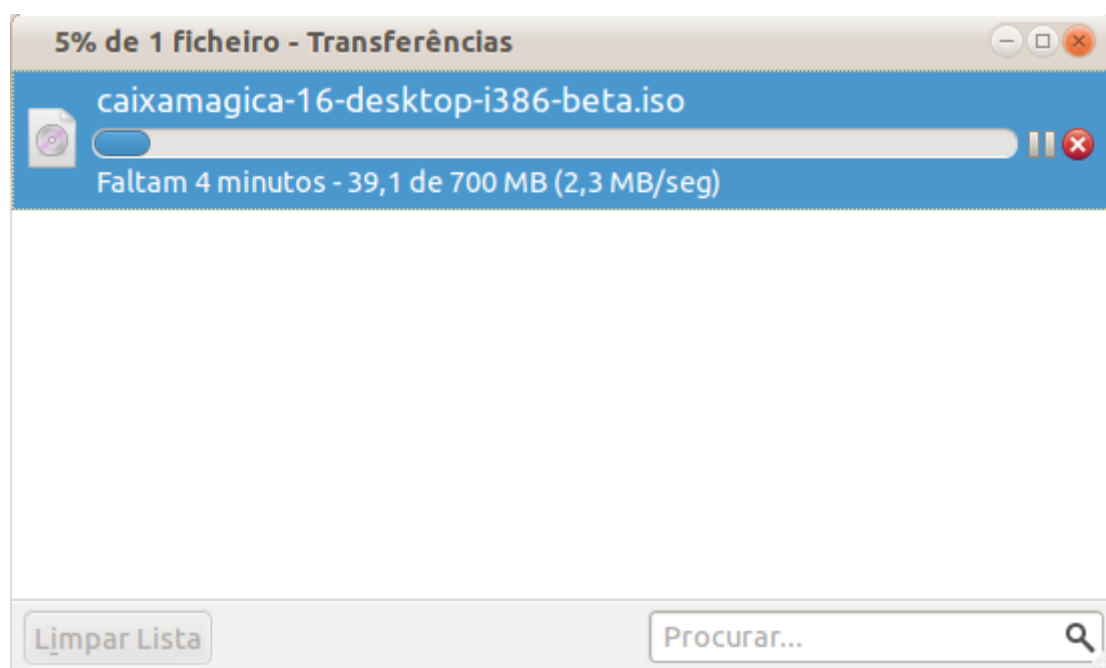 5% de 1 ficheiro - Transferências
caixamagica-16-desktop-i386-beta.iso
Faltam 4 minutos - 39,1 de 700 MB (2,3 MB/seg)
Limpar Lista
Procurar...